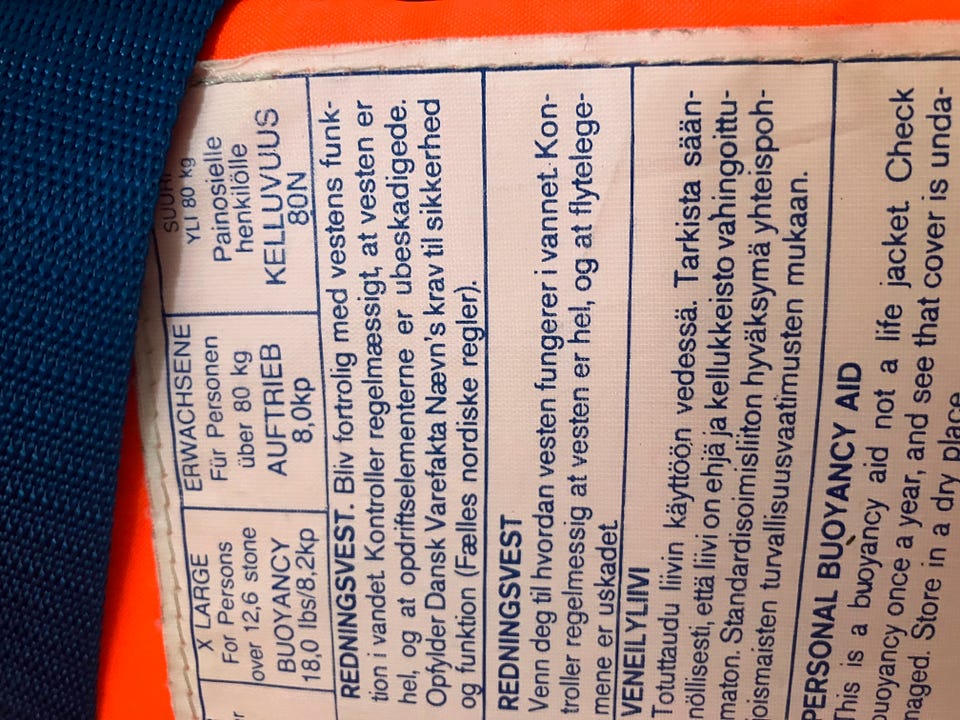 X LARGE
For Persons
over 12,6 stone
BUOYANCY
18,0 lbs/8,2kp
ERWACHSENE
Für Personen
über 80 kg
AUFTRIEB
8,0kp
YLI 80 kg
Painosielle
henkilölle
KELLUVUUS
80N
REDNINGSVEST. Bliv fortrolig med vestens funk-
tion i vandet. Kontroller regelmæssigt, at vesten er
hel, og at opdriftselementerne er ubeskadigede.
Opfylder Dansk Varefakta Nævn's krav til sikkerhed
og funktion (Fælles nordiske regler).
REDNINGSVEST
Venn deg til hvordan vesten fungerer i vannet. Kon-
troller regelmessig at vesten er hel, og at flytelege-
mene er uskadet
VENEILYLIIVI
Totuttaudu liivin käyttöön vedessä. Tarkista sään-
nöllisesti, että liivi on ehjä ja kellukkeisto vahingoittu-
maton. Standardisoimisliiton hyväksymä yhteispoh-
joismaisten turvallisuusvaatimusten mukaan.
PERSONAL BUOYANCY AID
This is a buoyancy aid not a life jacket. Check
buoyancy once a year, and see that cover is unda-
maged. Store in a dry place